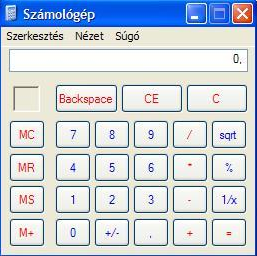 Számológép
Szerkesztés Nézet Súgó
0,
Backspace CE C
MC 7 8 9 / sqrt
MR 4 5 6 * %
MS 1 2 3 - 1/x
M+ 0 +/- , + =